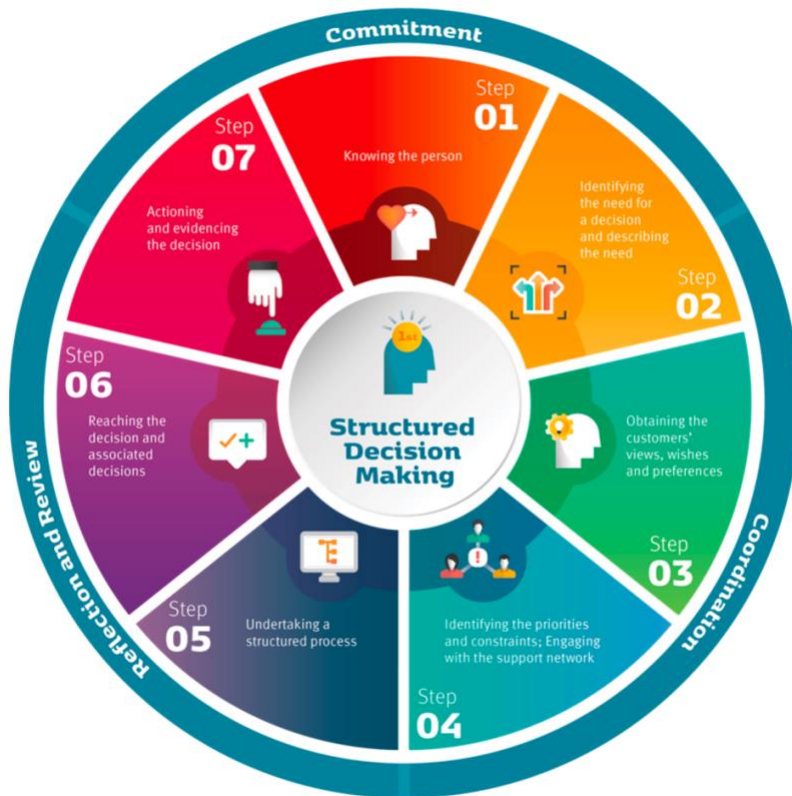 Commitment
Step
01
Knowing the person
Step
02
Identifying
the need for
a decision
and describing
the need
Step
03
Obtaining the
customers'
views, wishes
and preferences
Step
04
Identifying the priorities
and constraints; Engaging
with the support network
Step
05
Undertaking a
structured process
Step
06
Reaching the
decision and
associated
decisions
Step
07
Actioning
and evidencing
the decision
1st
Structured
Decision
Making
!
Coordination
Reflection and Review